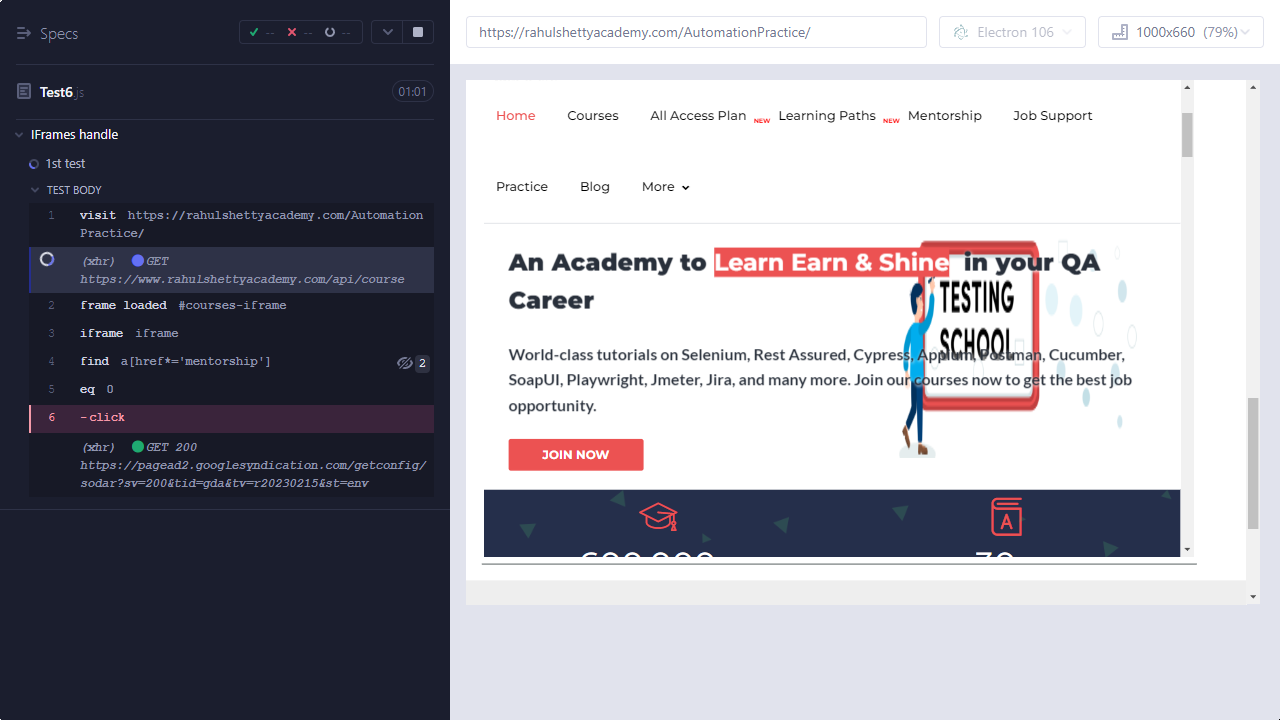 Specs
-- -- --
Test6.js 01:01
IFrames handle
1st test
TEST BODY
1 visit https://rahulshettyacademy.com/Automation
Practice/
(xhr) GET
https://www.rahulshettyacademy.com/api/course
2 frame loaded #courses-iframe
3 iframe iframe
4 find a[href*='mentorship'] 2
5 eq 0
6 -click
(xhr) GET 200
https://pagead2.googlesyndication.com/getconfig/
sodar?sv=200&tid=gda&tv=r20230215&st=env
https://rahulshettyacademy.com/AutomationPractice/
Electron 106
1000x660 (79%)
Home Courses All Access Plan NEW Learning Paths NEW Mentorship Job Support
Practice Blog More
An Academy to Learn Earn & Shine in your QA
Career
TESTING
SCHOOL
World-class tutorials on Selenium, Rest Assured, Cypress, Appium, Postman, Cucumber,
SoapUI, Playwright, Jmeter, Jira, and many more. Join our courses now to get the best job
opportunity.
JOIN NOW
A